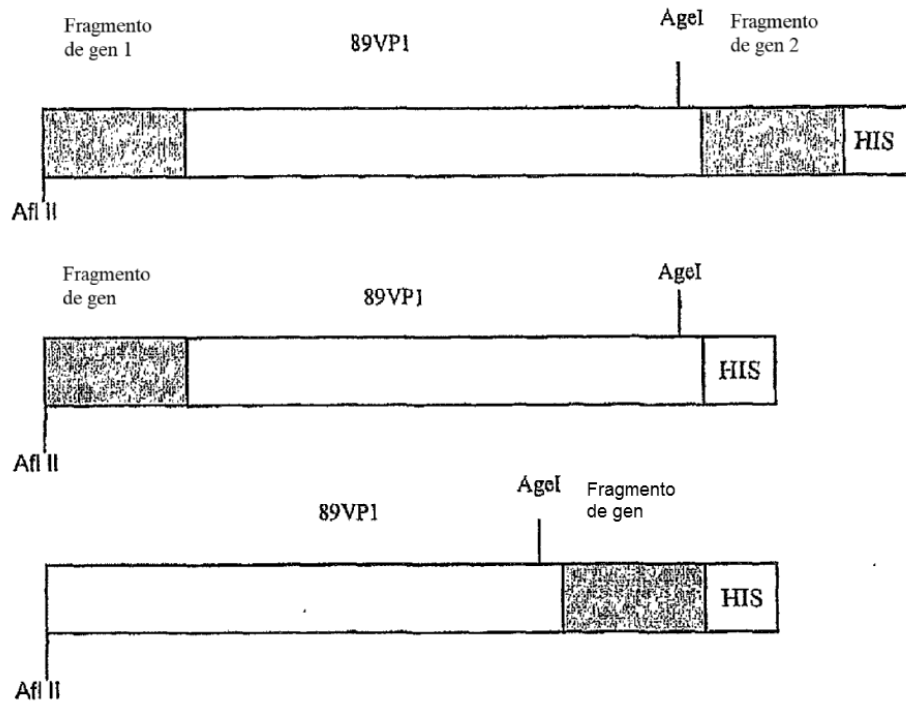 Fragmento
de gen 1
89VP1
AgeI
Fragmento
de gen 2
HIS
Afl II
Fragmento
de gen
89VP1
AgeI
HIS
Afl II
89VP1
AgeI
Fragmento
de gen
HIS
Afl II